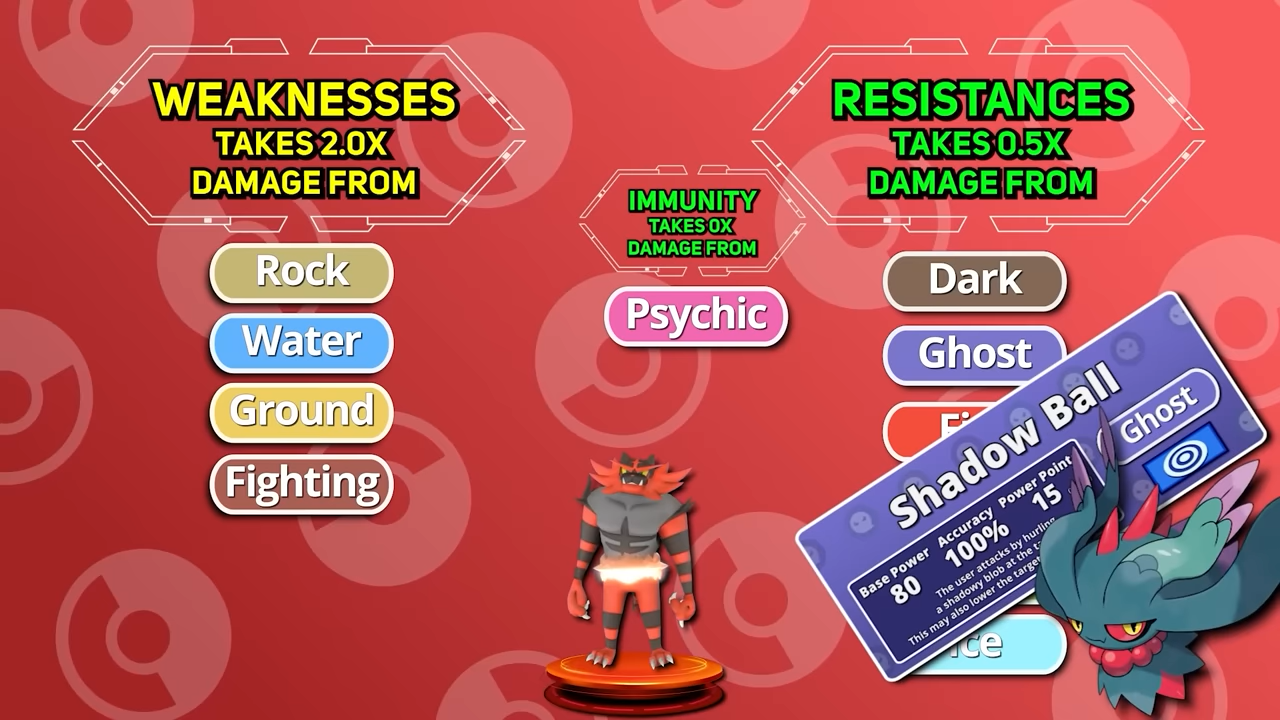 WEAKNESSES
TAKES 2.0X
DAMAGE FROM
Rock
Water
Ground
Fighting
IMMUNITY
TAKES 0X
DAMAGE FROM
Psychic
RESISTANCES
TAKES 0.5X
DAMAGE FROM
Dark
Ghost
Shadow Ball
Ghost
Base Power
80
Accuracy
100%
Power Point
15
The user attacks by hurling
a shadowy blob at the
This may also lower the target